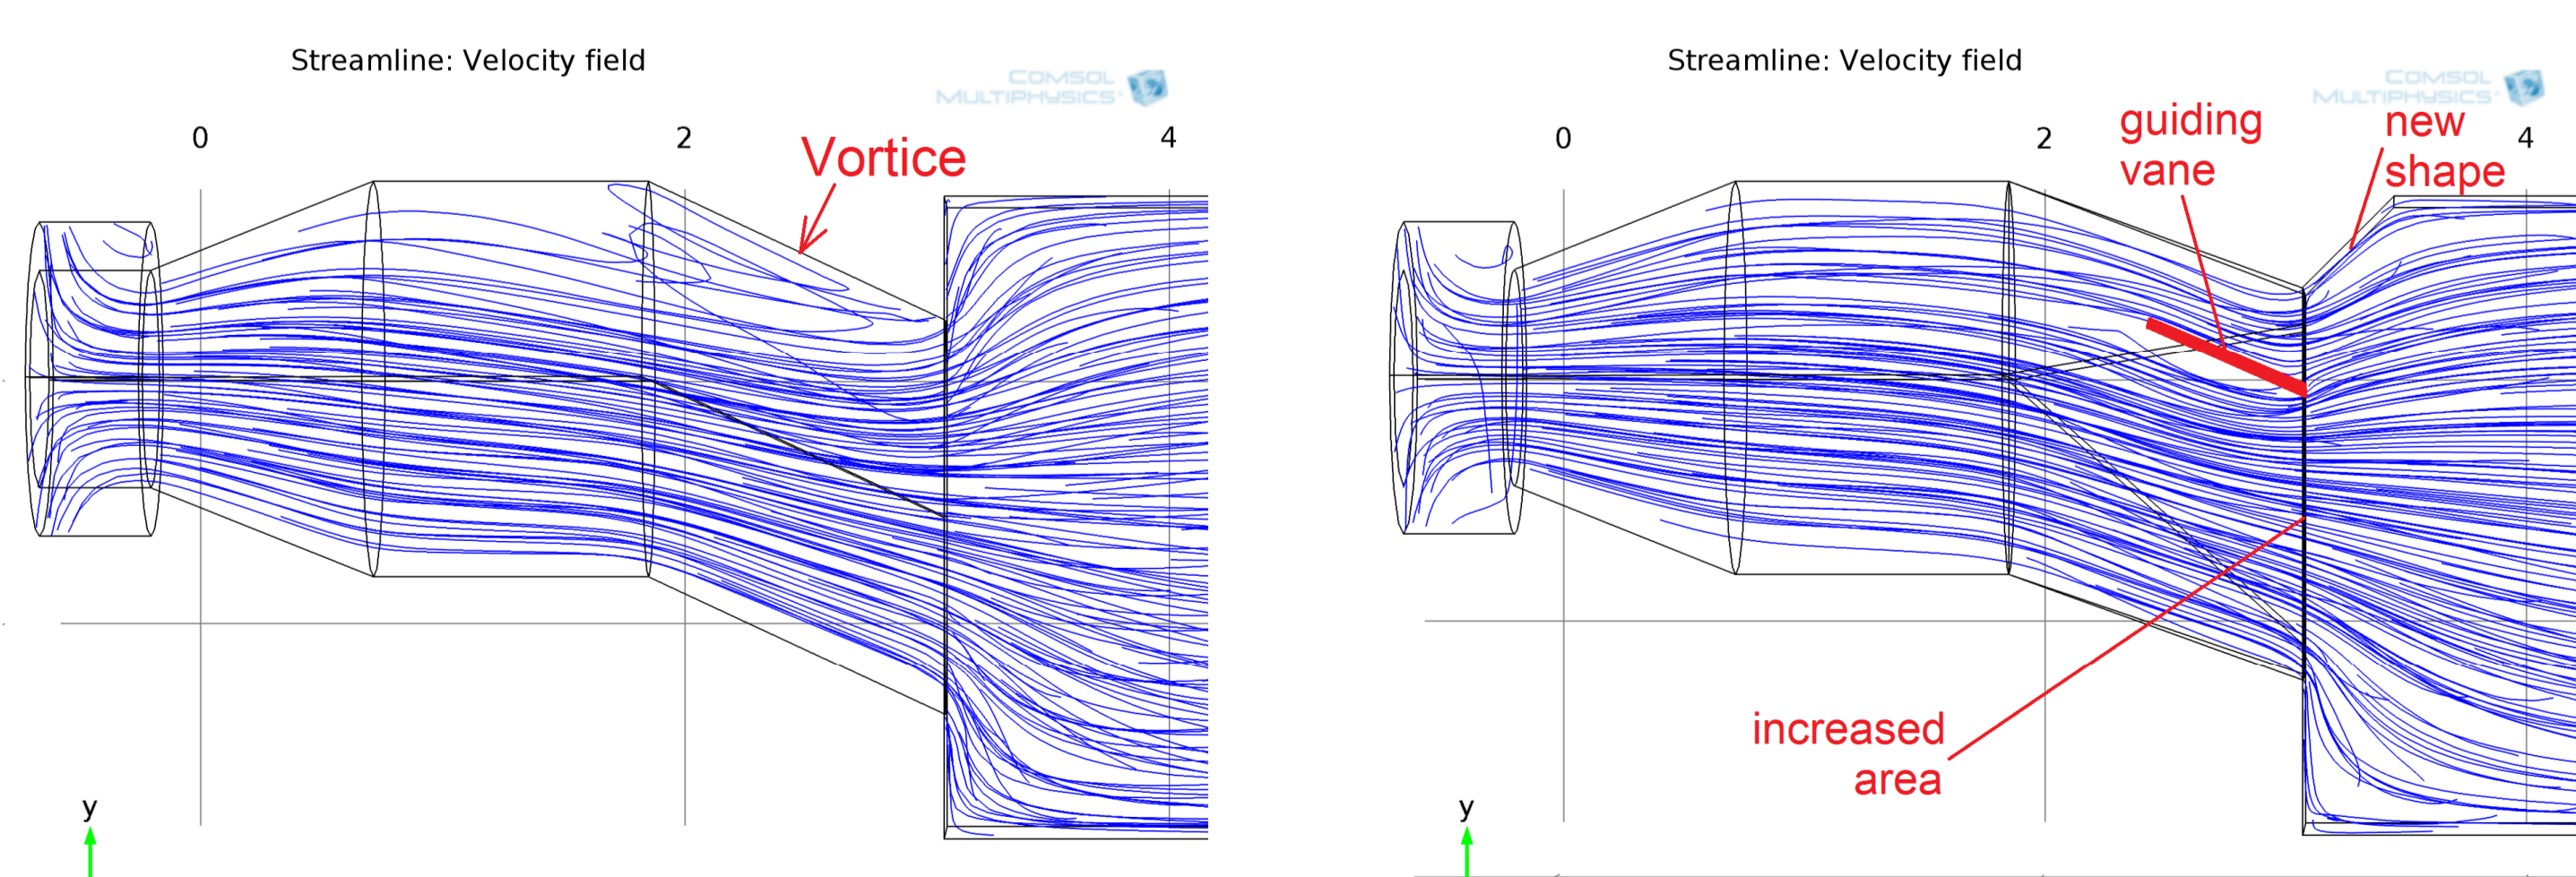 Streamline: Velocity field
COMSOL
MULTIPHYSICS®
0
2
4
Vortice
y
Streamline: Velocity field
COMSOL
MULTIPHYSICS®
guiding
vane
new
shape
0
2
4
increased
area
y